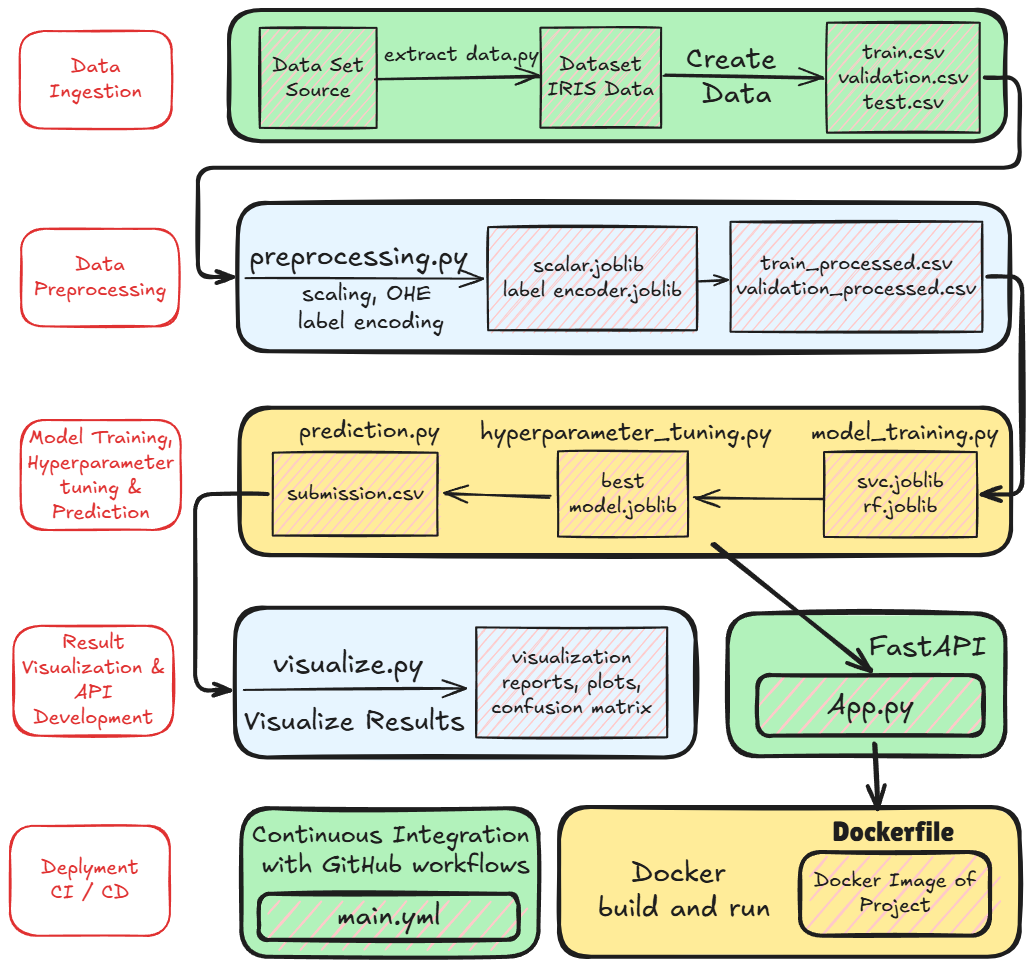 Data
Ingestion
Data Set
Source
extract data.py
Dataset
IRIS Data
Create
Data
train.csv
validation.csv
test.csv
Data
Preprocessing
preprocessing.py
scaling, OHE
label encoding
scalar.joblib
label encoder.joblib
train_processed.csv
validation_processed.csv
Model Training,
Hyperparameter
tuning &
Prediction
prediction.py
submission.csv
hyperparameter_tuning.py
best
model.joblib
model_training.py
svc.joblib
rf.joblib
Result
Visualization &
API
Development
visualize.py
Visualize Results
visualization
reports, plots,
confusion matrix
FastAPI
App.py
Deplyment
CI / CD
Continuous Integration
with GitHub workflows
main.yml
Docker
build and run
Dockerfile
Docker Image of
Project